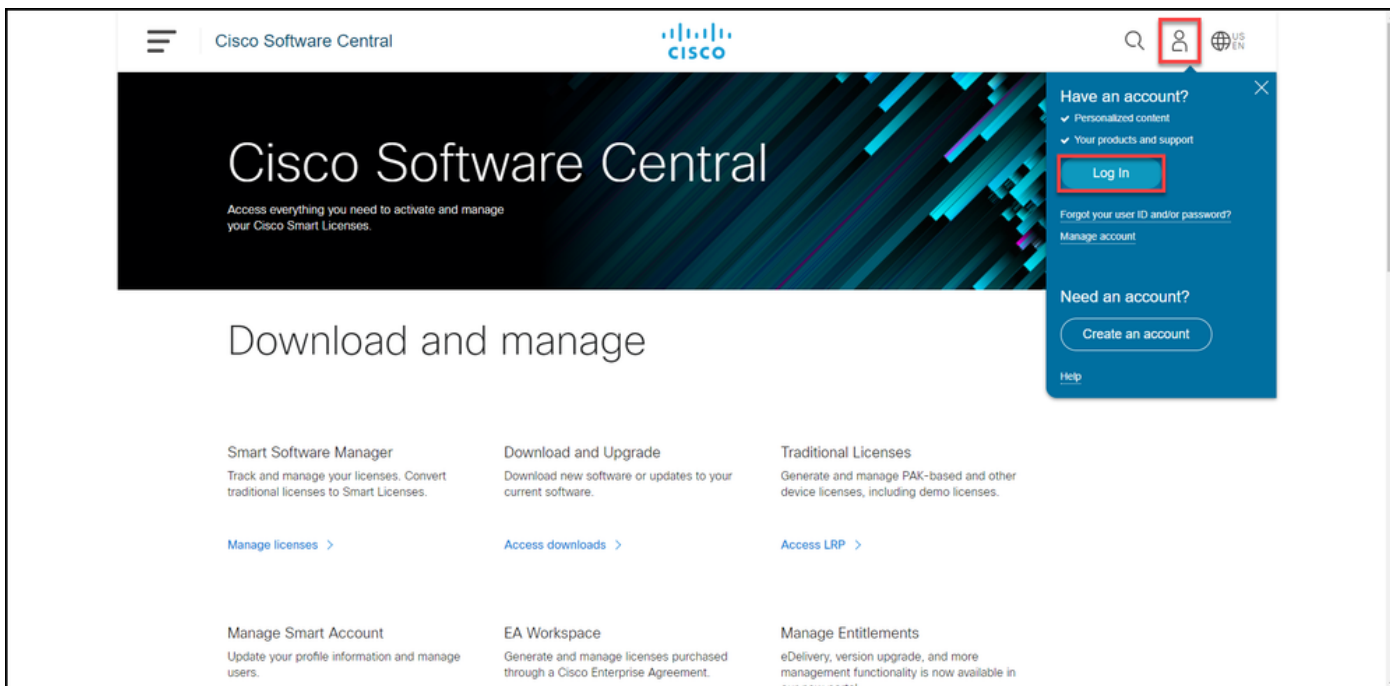 Cisco Software Central
CISCO
US
EN
Cisco Software Central
Access everything you need to activate and manage
your Cisco Smart Licenses.
Have an account?
Personalized content
Your products and support
Log In
Forgot your user ID and/or password?
Manage account
Need an account?
Create an account
Help
Download and manage
Smart Software Manager
Track and manage your licenses. Convert
traditional licenses to Smart Licenses.
Manage licenses
Download and Upgrade
Download new software or updates to your
current software.
Access downloads
Traditional Licenses
Generate and manage PAK-based and other
device licenses, including demo licenses.
Access LRP
Manage Smart Account
Update your profile information and manage
users.
EA Workspace
Generate and manage licenses purchased
through a Cisco Enterprise Agreement.
Manage Entitlements
eDelivery, version upgrade, and more
management functionality is now available in